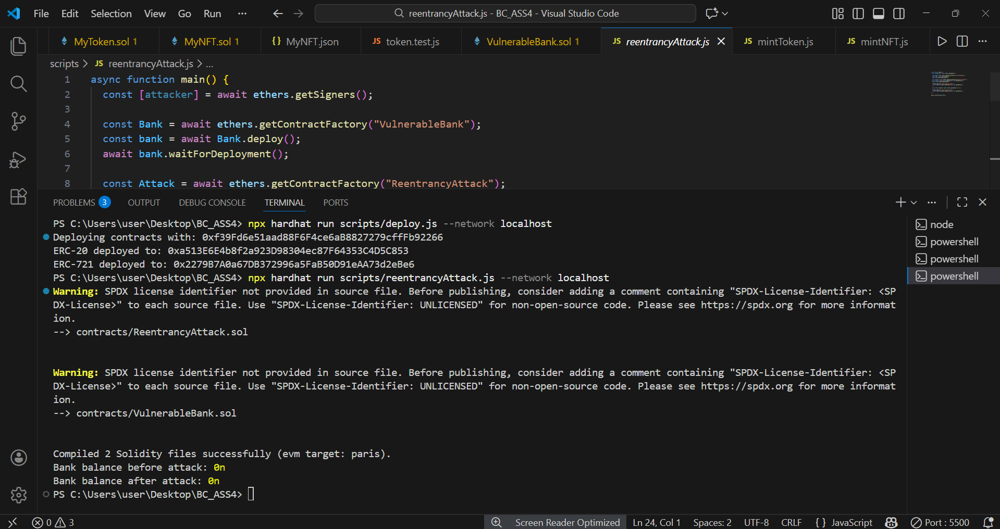 File Edit Selection View Go Run ···
reentrancyAttack.js - BC_ASS4 - Visual Studio Code
MyToken.sol 1
MyNFT.sol 1
{} MyNFT.json
JS token.test.js
VulnerableBank.sol 1
JS reentrancyAttack.js
JS mintToken.js
JS mintNFT.js
scripts > JS reentrancyAttack.js > ...
1 async function main() {
2 const [attacker] = await ethers.getSigners();
3
4 const Bank = await ethers.getContractFactory("VulnerableBank");
5 const bank = await Bank.deploy();
6 await bank.waitForDeployment();
7
8 const Attack = await ethers.getContractFactory("ReentrancyAttack");
PROBLEMS 3 OUTPUT DEBUG CONSOLE TERMINAL PORTS
PS C:\Users\user\Desktop\BC_ASS4> npx hardhat run scripts/deploy.js --network localhost
Deploying contracts with: 0xf39Fd6e51aad88F6F4ce6aB8827279cffFb92266
ERC-20 deployed to: 0xa513E6E4b8f2a923D98304ec87F64353C4D5C853
ERC-721 deployed to: 0x2279B7A0a67DB372996a5FaB50D91eAA73d2eBe6
PS C:\Users\user\Desktop\BC_ASS4> npx hardhat run scripts/reentrancyAttack.js --network localhost
Warning: SPDX license identifier not provided in source file. Before publishing, consider adding a comment containing "SPDX-License-Identifier: <SP
DX-License>" to each source file. Use "SPDX-License-Identifier: UNLICENSED" for non-open-source code. Please see https://spdx.org for more informat
ion.
--> contracts/ReentrancyAttack.sol
Warning: SPDX license identifier not provided in source file. Before publishing, consider adding a comment containing "SPDX-License-Identifier: <SP
DX-License>" to each source file. Use "SPDX-License-Identifier: UNLICENSED" for non-open-source code. Please see https://spdx.org for more informat
ion.
--> contracts/VulnerableBank.sol
Compiled 2 Solidity files successfully (evm target: paris).
Bank balance before attack: 0n
Bank balance after attack: 0n
PS C:\Users\user\Desktop\BC_ASS4>
node
powershell
powershell
powershell
0 3
Screen Reader Optimized Ln 24, Col 1 Spaces: 2 UTF-8 CRLF {} JavaScript Port : 5500